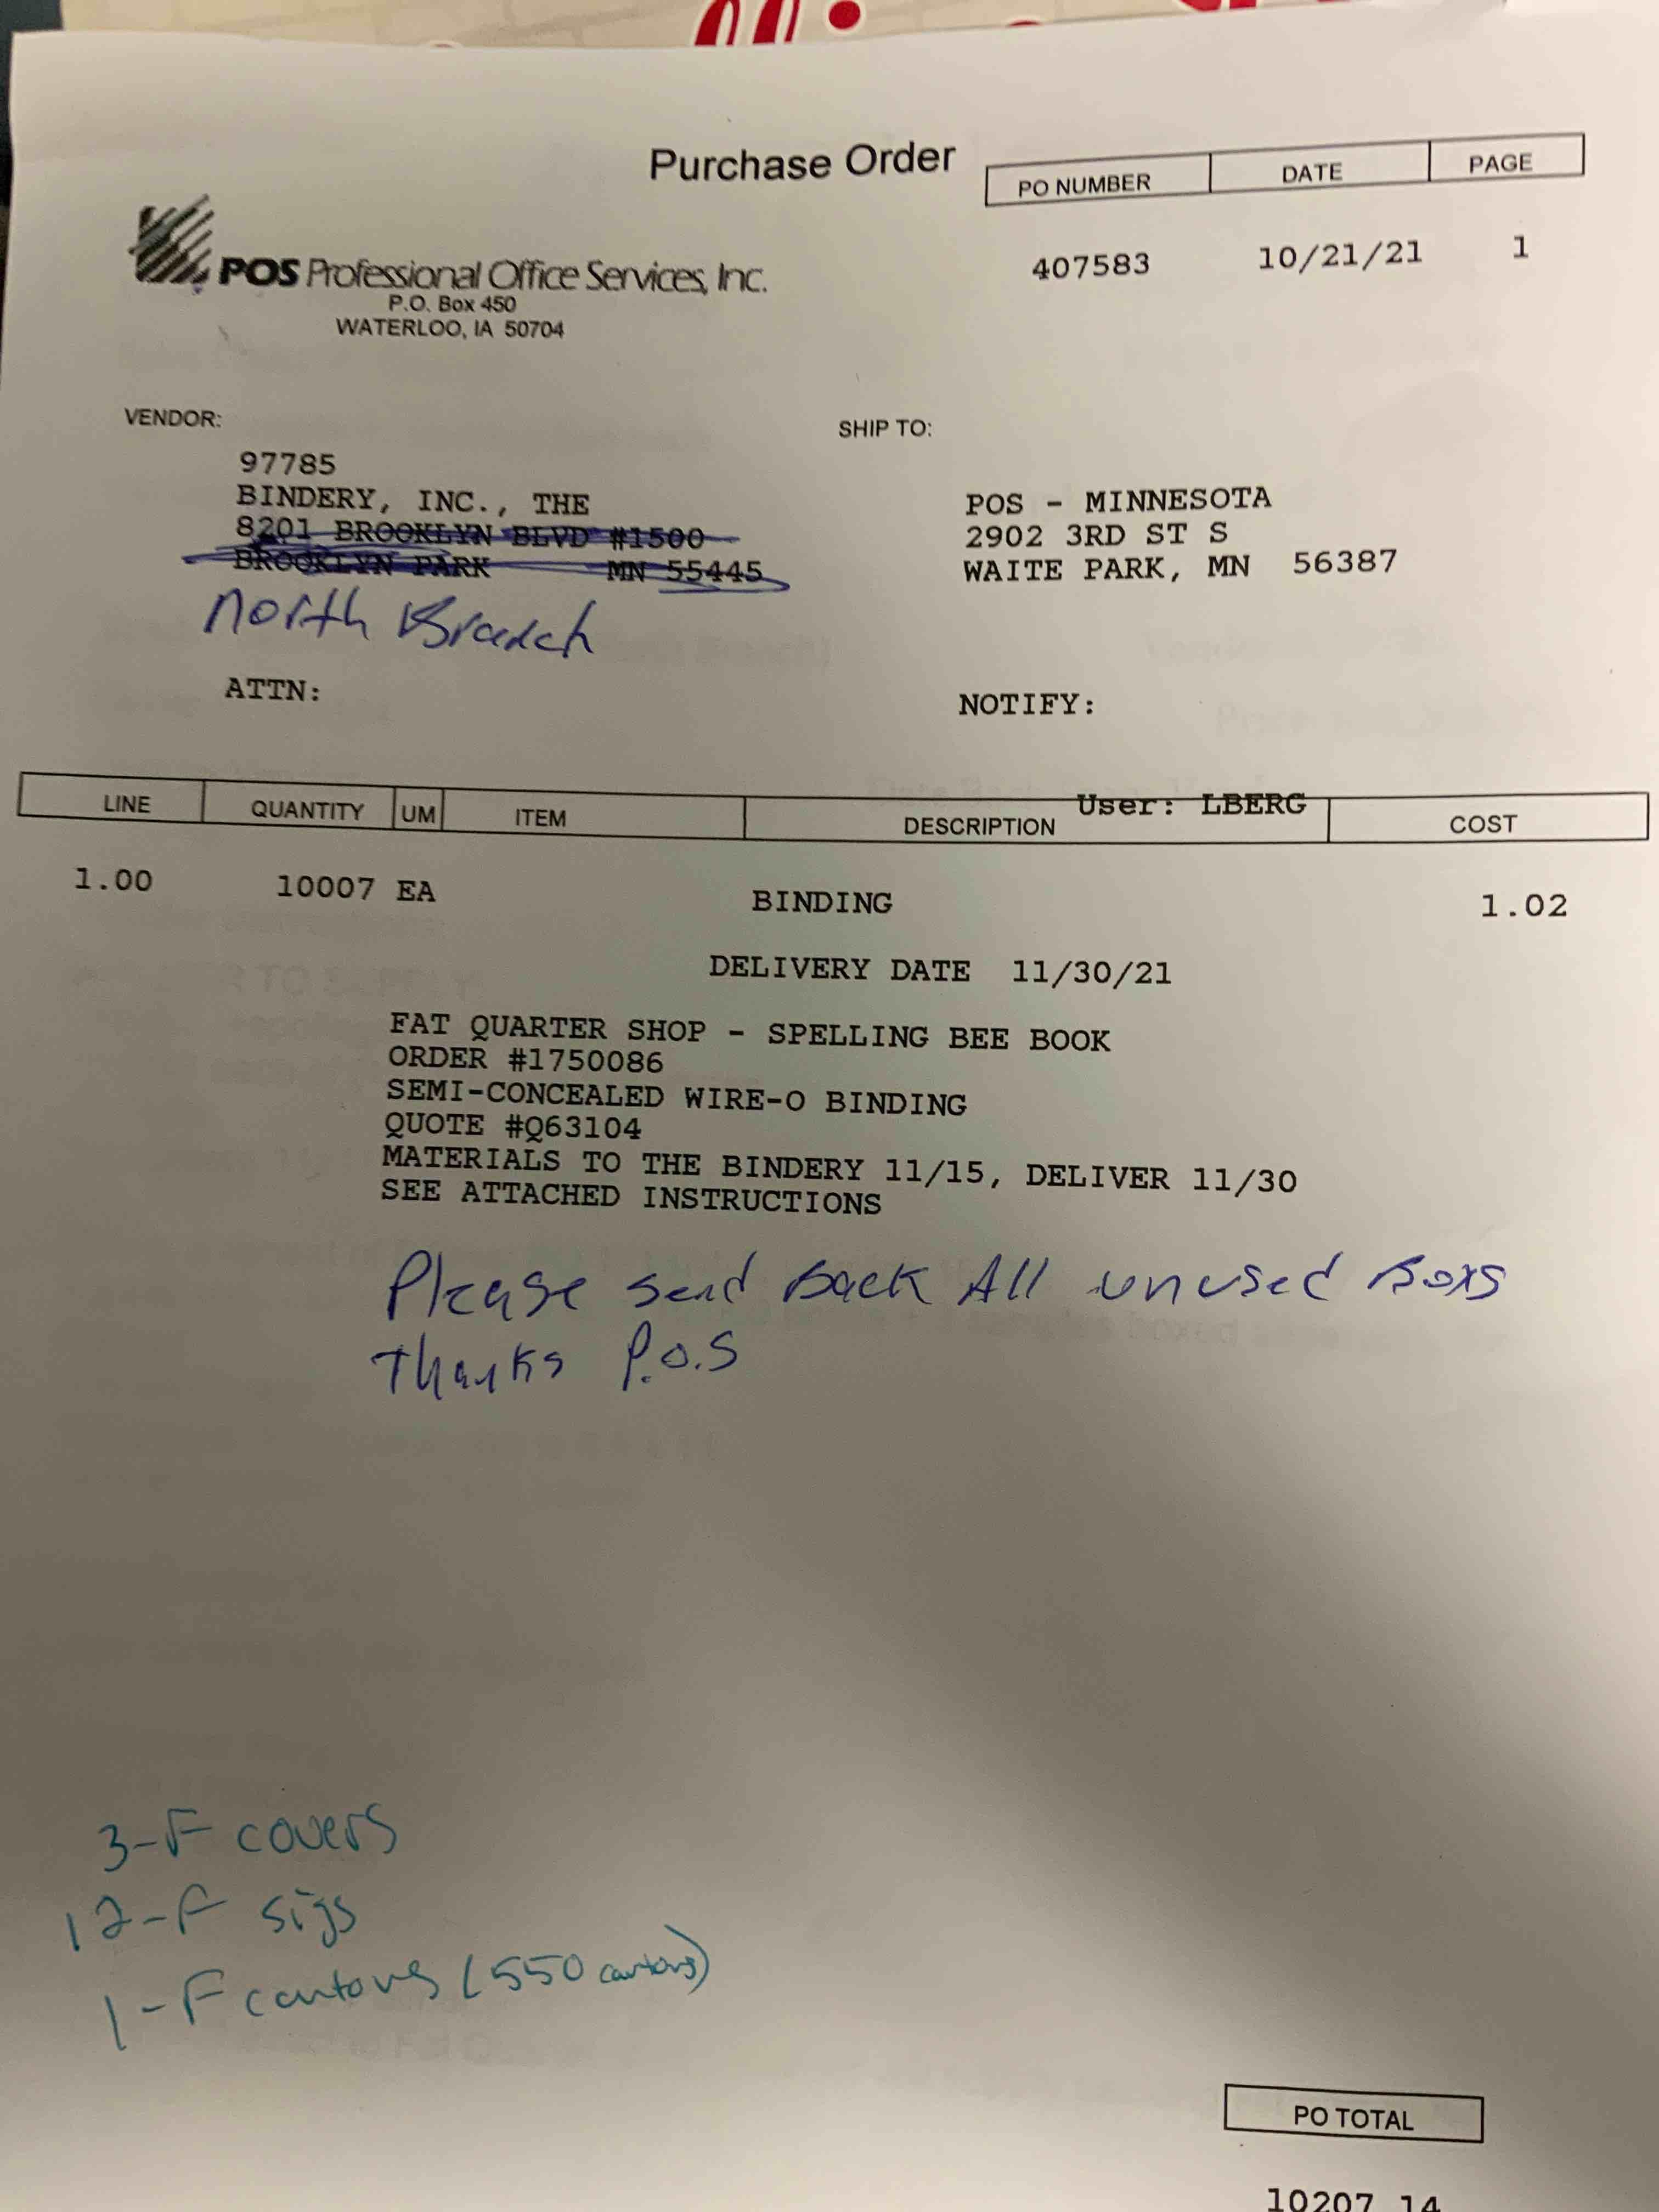 Purchase Order
PO NUMBER DATE PAGE
407583 10/21/21 1
POS Professional Office Services, Inc.
P.O. Box 450
WATERLOO, IA 50704
VENDOR:
97785
BINDERY, INC., THE
8201 BROOKLYN BLVD #1500
BROOKLYN PARK MN 55445
North Branch
ATTN:
SHIP TO:
POS - MINNESOTA
2902 3RD ST S
WAITE PARK, MN 56387
NOTIFY:
User: LBERG
LINE QUANTITY UM ITEM DESCRIPTION COST
1.00 10007 EA BINDING 1.02
DELIVERY DATE 11/30/21
FAT QUARTER SHOP - SPELLING BEE BOOK
ORDER #1750086
SEMI-CONCEALED WIRE-O BINDING
QUOTE #Q63104
MATERIALS TO THE BINDERY 11/15, DELIVER 11/30
SEE ATTACHED INSTRUCTIONS
Please send Back All unused Boxs
Thanks P.O.S
3-F covers
12-F sigs
1-F cartons (550 cartons)
PO TOTAL
10207.14